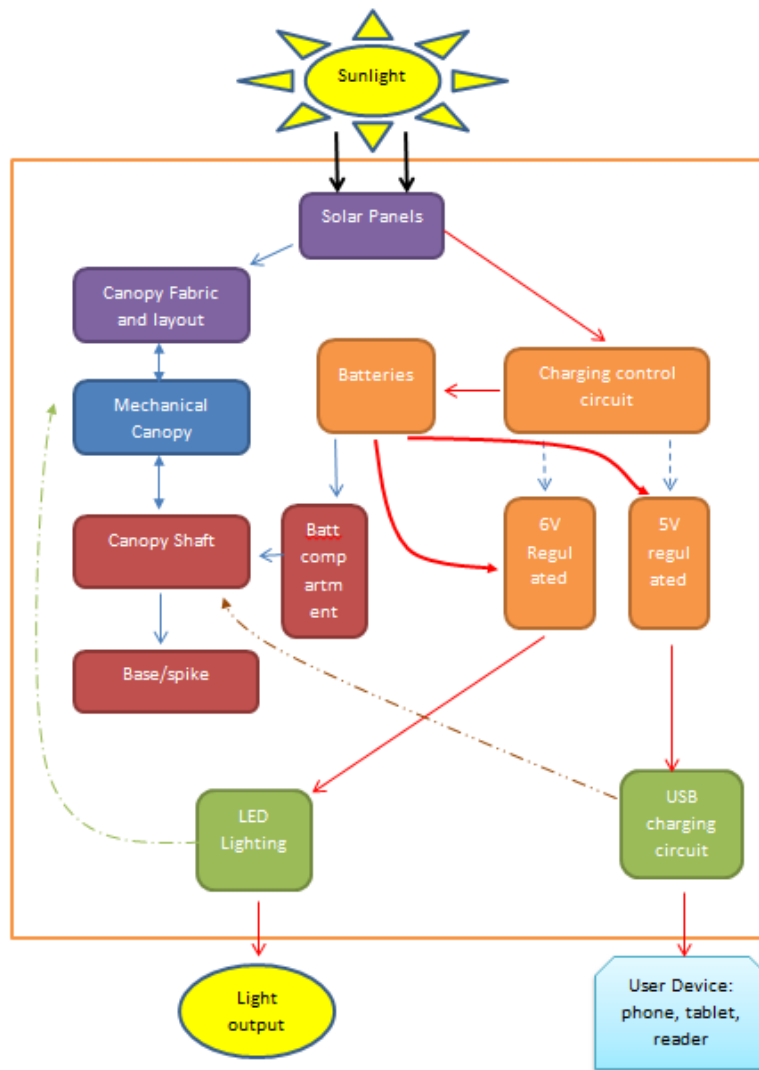 Sunlight
Solar Panels
Canopy Fabric
and layout
Batteries
Charging control
circuit
Mechanical
Canopy
Canopy Shaft
Batt
comp
artm
ent
6V
Regul
ated
5V
regul
ated
Base/spike
LED
Lighting
USB
charging
circuit
Light
output
User Device:
phone, tablet,
reader